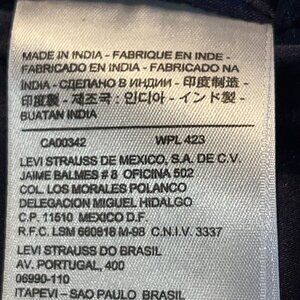 MADE IN INDIA - FABRIQUE EN INDE -
FABRICADO EN INDIA - FABRICADO NA
INDIA - СДЕЛАНО В ИНДИИ - 印度制造 -
印度製 - 제조국 : 인디아 - インド製 -
BUATAN INDIA
CA00342 WPL 423
LEVI STRAUSS DE MEXICO, S.A. DE C.V.
JAIME BALMES # 8 OFICINA 502
COL. LOS MORALES POLANCO
DELEGACION MIGUEL HIDALGO
C.P. 11510 MEXICO D.F.
R.F.C. LSM 660818 M-98 C.N.I.V. 3337
LEVI STRAUSS DO BRASIL
AV. PORTUGAL, 400
06990-110
ITAPEVI - SAO PAULO BRASIL